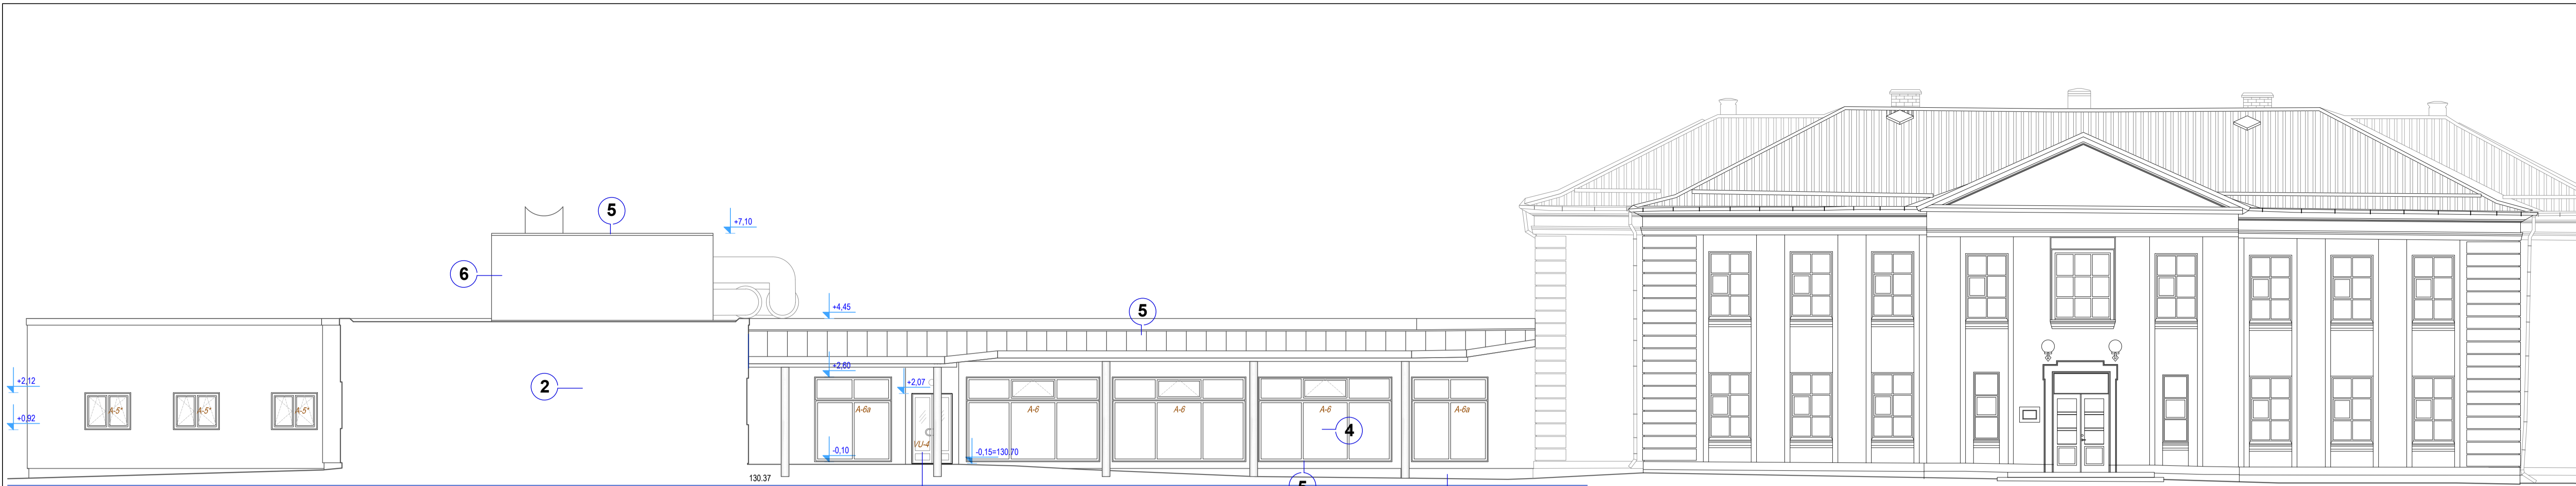 5
+7,10
6
+4,45
5
+2,60
+2,12
+2,07
2
A-5*
A-5*
A-5*
A-6a
A-6
A-6
A-6
A-6a
+0,92
4
VU-4
-0,10
-0,15=130.70
130.37
5